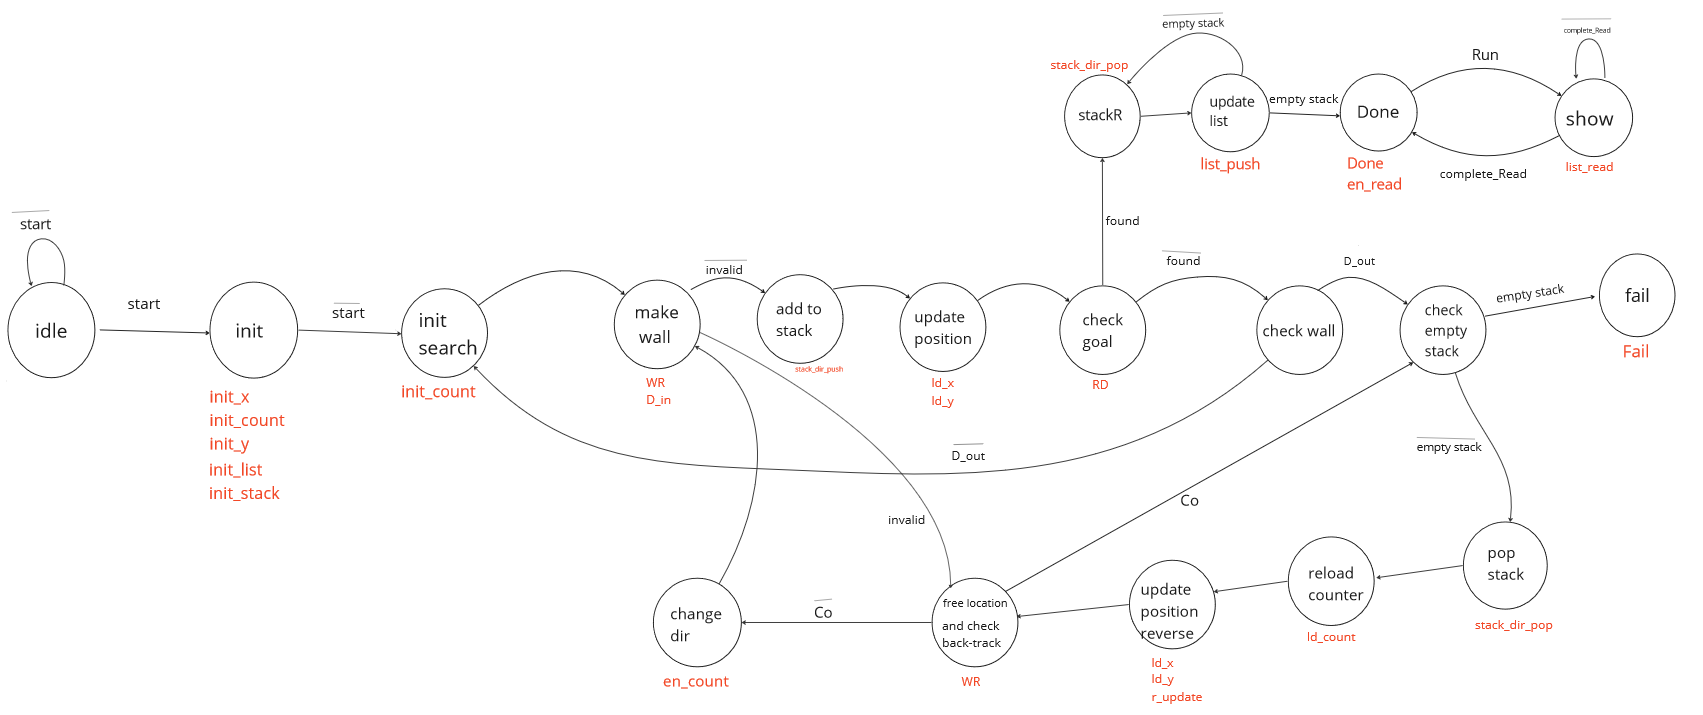 empty stack
complete_Read
Run
stack_dir_pop
stackR
update
list
empty stack
Done
show
list_push
Done
en_read
list_read
complete_Read
found
start
idle
start
init
init_x
init_count
init_y
init_list
init_stack
start
init
search
init_count
make
wall
WR
D_in
invalid
add to
stack
stack_dir_push
update
position
ld_x
ld_y
check
goal
RD
found
check wall
D_out
check
empty
stack
empty stack
fail
Fail
D_out
empty stack
invalid
Co
pop
stack
stack_dir_pop
reload
counter
ld_count
update
position
reverse
ld_x
ld_y
r_update
free location
and check
back-track
WR
Co
change
dir
en_count